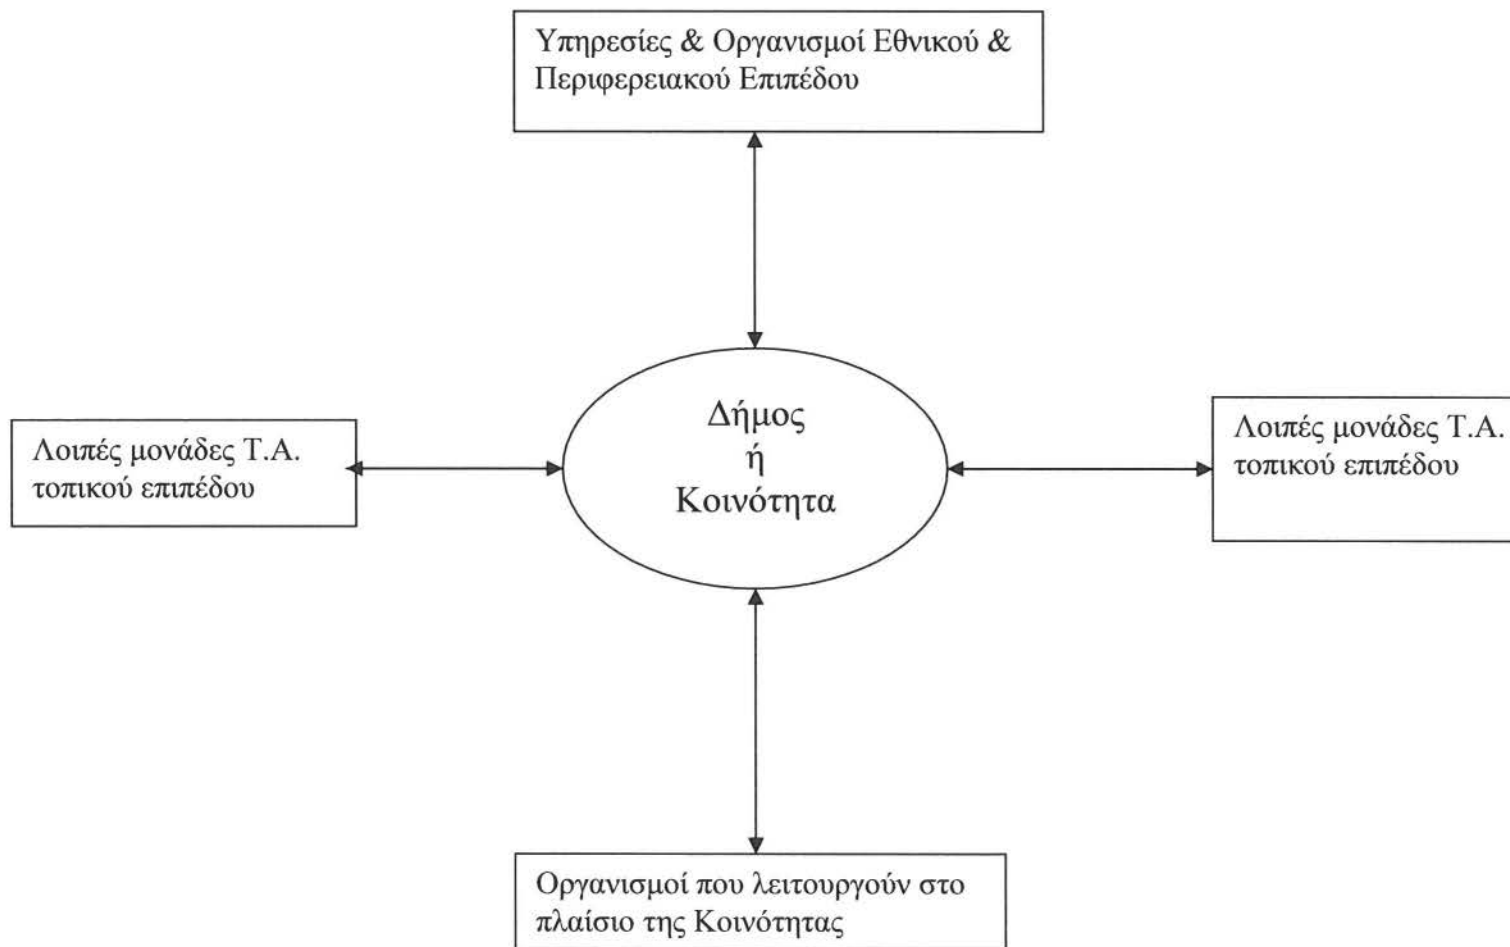 Υπηρεσίες & Οργανισμοί Εθνικού &
Περιφερειακού Επιπέδου
Λοιπές μονάδες Τ.Α.
τοπικού επιπέδου
Δήμος
ή
Κοινότητα
Λοιπές μονάδες Τ.Α.
τοπικού επιπέδου
Οργανισμοί που λειτουργούν στο
πλαίσιο της Κοινότητας